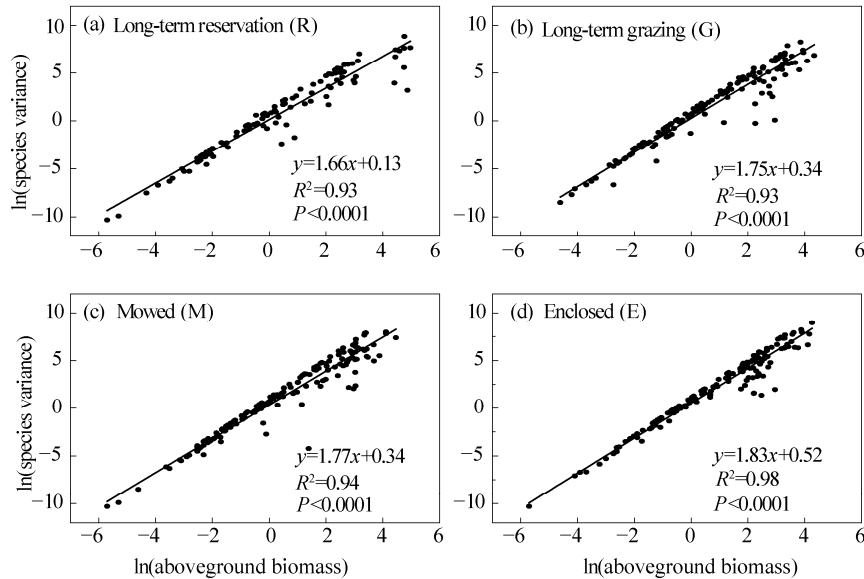 (a) Long-term reservation (R)
(b) Long-term grazing (G)
ln(species variance)
10
5
0
−5
−10
y=1.66x+0.13
R²=0.93
P<0.0001
−6 −4 −2 0 2 4 6
10
5
0
−5
−10
y=1.75x+0.34
R²=0.93
P<0.0001
−6 −4 −2 0 2 4 6
(c) Mowed (M)
(d) Enclosed (E)
ln(species variance)
10
5
0
−5
−10
y=1.77x+0.34
R²=0.94
P<0.0001
−6 −4 −2 0 2 4 6
ln(aboveground biomass)
10
5
0
−5
−10
y=1.83x+0.52
R²=0.98
P<0.0001
−6 −4 −2 0 2 4 6
ln(aboveground biomass)